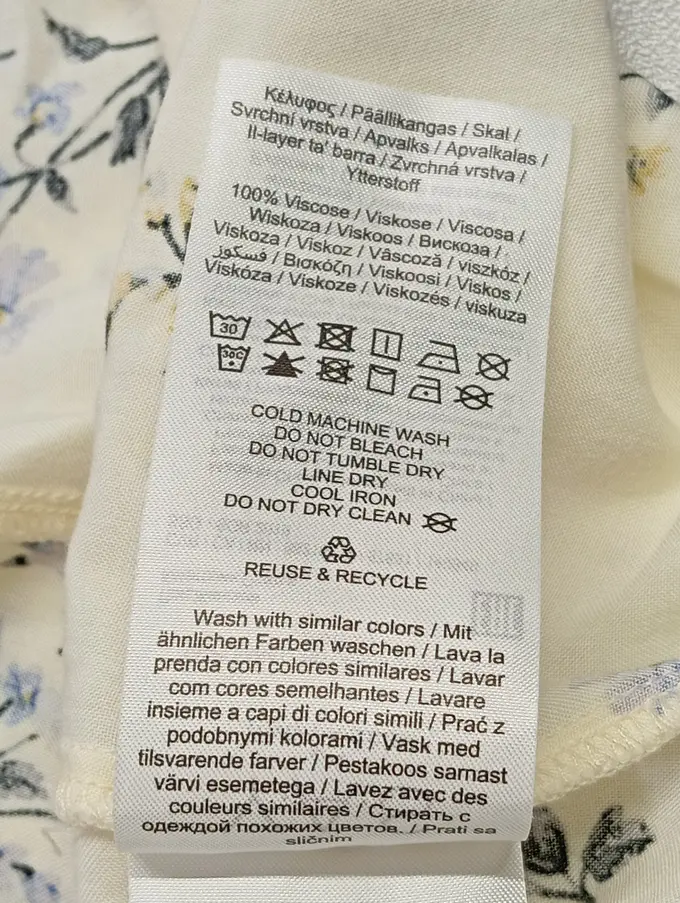 Κέλυφος / Päällikangas / Skal /
Svrchní vrstva / Apvalks / Apvalkalas /
Il-layer ta' barra / Zvrchná vrstva /
Ytterstoff
100% Viscose / Viskose / Viscosa /
Wiskoza / Viskoos / Вискоза /
Viskoza / Viskoz / Vâscoză / viszkóz /
فسكوز / Βισκόζη / Viskoosi / Viskos /
Viskóza / Viskoze / Viskozės / viskuza
30
30C
COLD MACHINE WASH
DO NOT BLEACH
DO NOT TUMBLE DRY
LINE DRY
COOL IRON
DO NOT DRY CLEAN
REUSE & RECYCLE
Wash with similar colors / Mit
ähnlichen Farben waschen / Lava la
prenda con colores similares / Lavar
com cores semelhantes / Lavare
insieme a capi di colori simili / Prać z
podobnymi kolorami / Vask med
tilsvarende farver / Pestakoos samast
värvi esemetega / Lavez avec des
couleurs similaires / Стирать с
одеждой похожих цветов. / Prati sa
sličnim